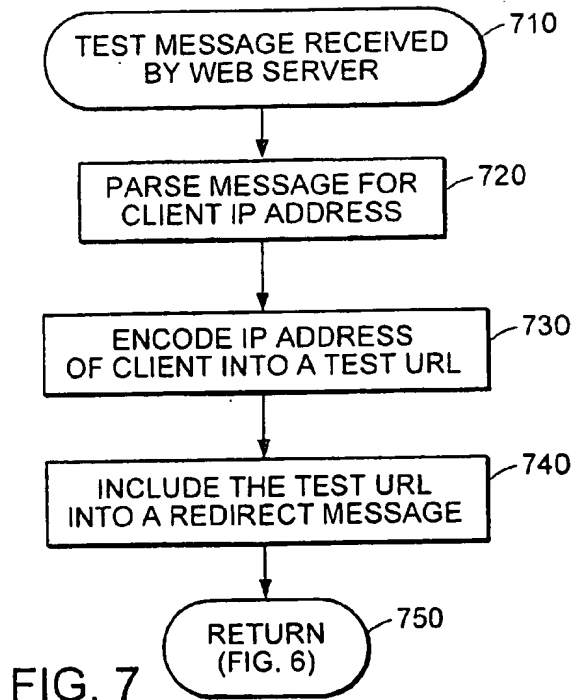 TEST MESSAGE RECEIVED
BY WEB SERVER
710
PARSE MESSAGE FOR
CLIENT IP ADDRESS
720
ENCODE IP ADDRESS
OF CLIENT INTO A TEST URL
730
INCLUDE THE TEST URL
INTO A REDIRECT MESSAGE
740
RETURN
(FIG. 6)
750
FIG. 7